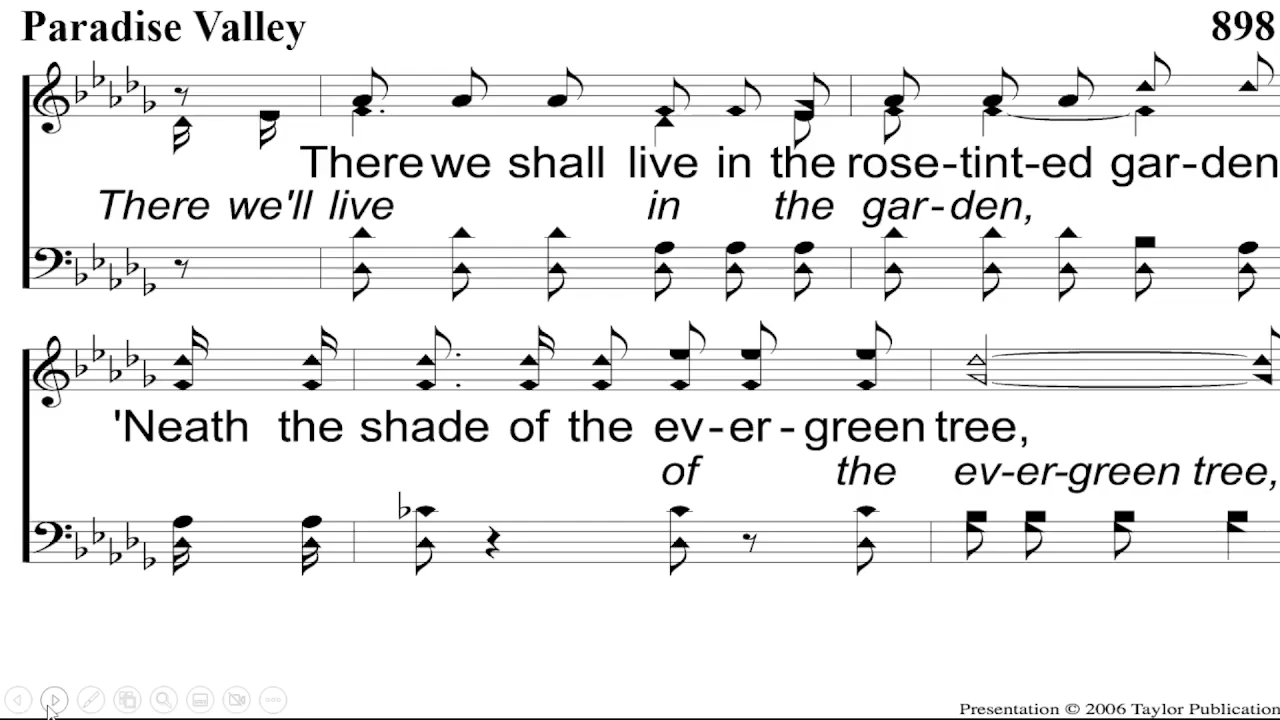 Paradise Valley 898
There we shall live in the rose-tint-ed gar-den
There we'll live in the gar-den,
'Neath the shade of the ev-er-green tree,
of the ev-er-green tree,
Presentation © 2006 Taylor Publication